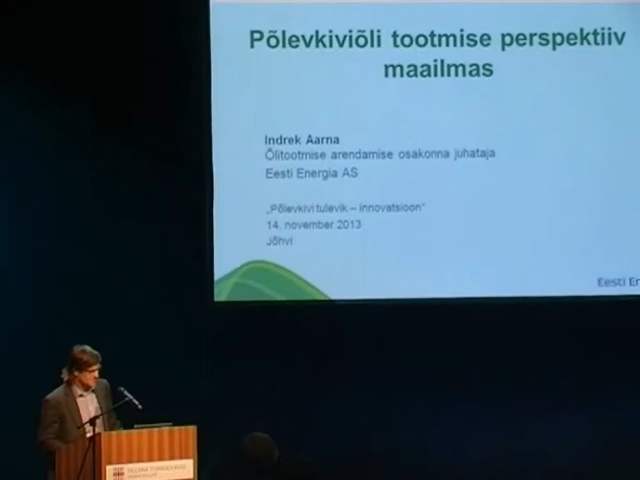 Põlevkiviõli tootmise perspektiiv
maailmas
Indrek Aarna
Õlitootmise arendamise osakonna juhataja
Eesti Energia AS
„Põlevkivi tulevik – innovatsioon"
14. november 2013
Jõhvi
Eesti Er